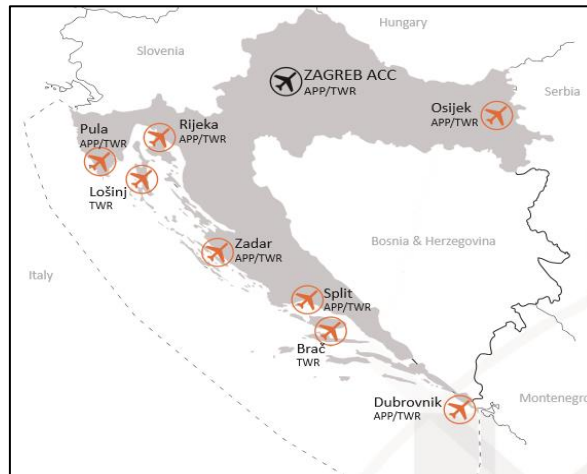 Hungary
Slovenia
ZAGREB ACC
APP/TWR
Serbia
Osijek
APP/TWR
Pula
APP/TWR
Rijeka
APP/TWR
Lošinj
TWR
Zadar
APP/TWR
Bosnia & Herzegovina
Italy
Split
APP/TWR
Brač
TWR
Dubrovnik
APP/TWR
Montenegro